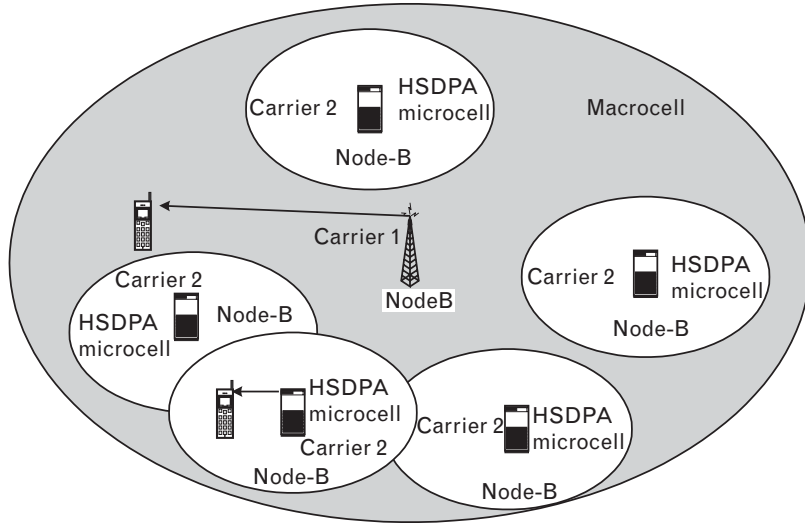 HSDPA
microcell
Carrier 2
Node-B
Macrocell
Carrier 1
NodeB
Carrier 2
HSDPA
microcell
Node-B
Carrier 2
Node-B
HSDPA
microcell
HSDPA
microcell
Carrier 2
Node-B
Carrier 2
HSDPA
microcell
Node-B